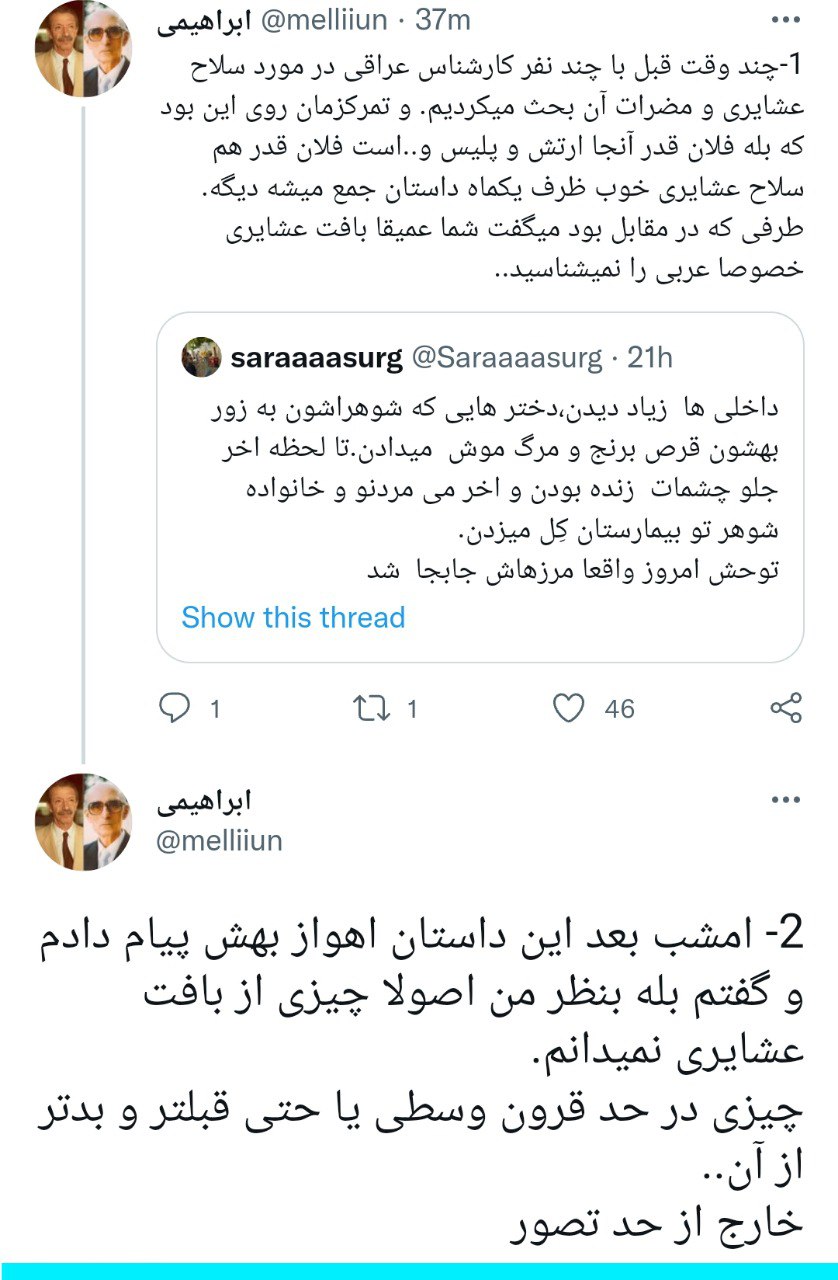 ابراهیمی @melliiun · 37m
1-چند وقت قبل با چند نفر کارشناس عراقی در مورد سلاح
عشایری و مضرات آن بحث میکردیم. و تمرکزمان روی این بود
که بله فلان قدر آنجا ارتش و پلیس و..است فلان قدر هم
سلاح عشایری خوب ظرف یکماه داستان جمع میشه دیگه.
طرفی که در مقابل بود میگفت شما عمیقا بافت عشایری
خصوصا عربی را نمیشناسید..
saraaaasurg @Saraaaasurg · 21h
داخلی ها زیاد دیدن،دختر هایی که شوهراشون به زور
بهشون قرص برنج و مرگ موش میدادن.تا لحظه اخر
جلو چشمات زنده بودن و اخر می مردنو و خانواده
شوهر تو بیمارستان کِل میزدن.
توحش امروز واقعا مرزهاش جابجا شد
Show this thread
1 1 46
ابراهیمی
@melliiun
2- امشب بعد این داستان اهواز بهش پیام دادم
و گفتم بله بنظر من اصولا چیزی از بافت
عشایری نمیدانم.
چیزی در حد قرون وسطی یا حتی قبلتر و بدتر
از آن..
خارج از حد تصور